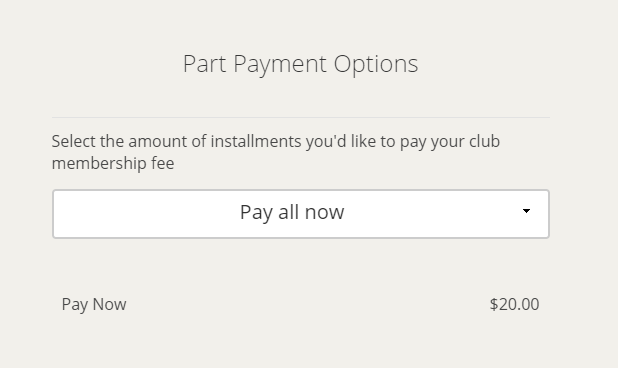 Part Payment Options
Select the amount of installments you'd like to pay your club
membership fee
Pay all now
Pay Now $20.00